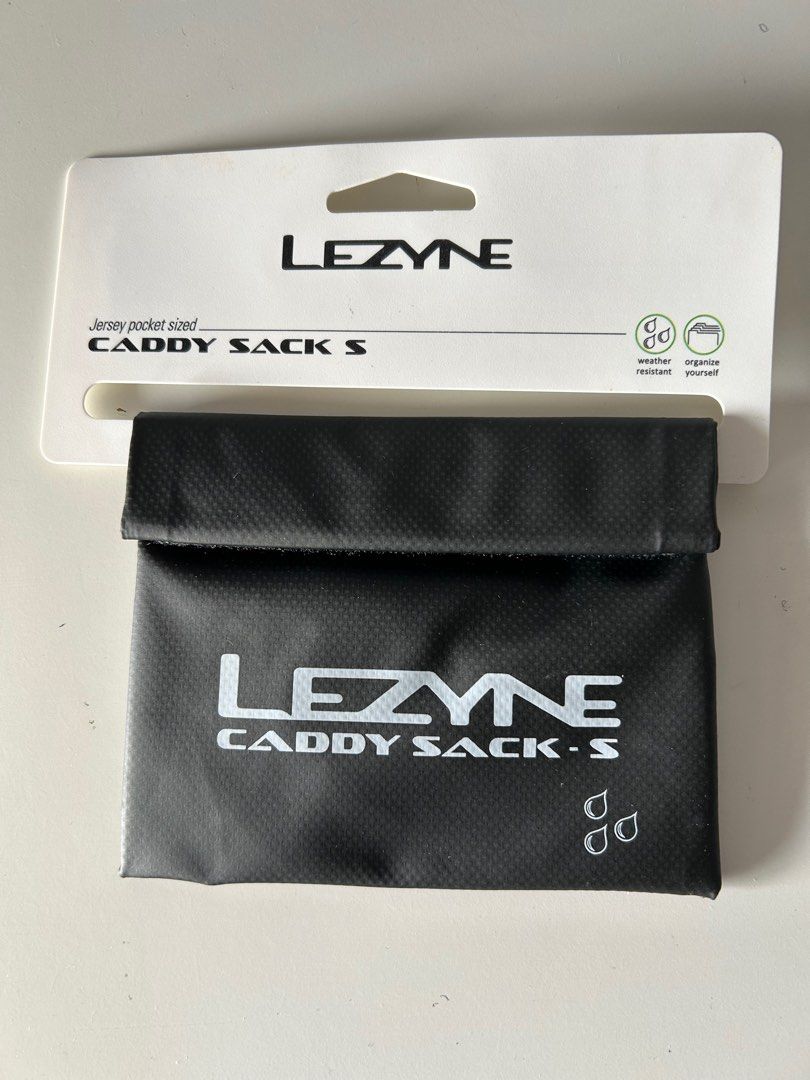 LEZYNE
Jersey pocket sized
CADDY SACK S
weather resistant
organize yourself
LEZYNE
CADDY SACK - S